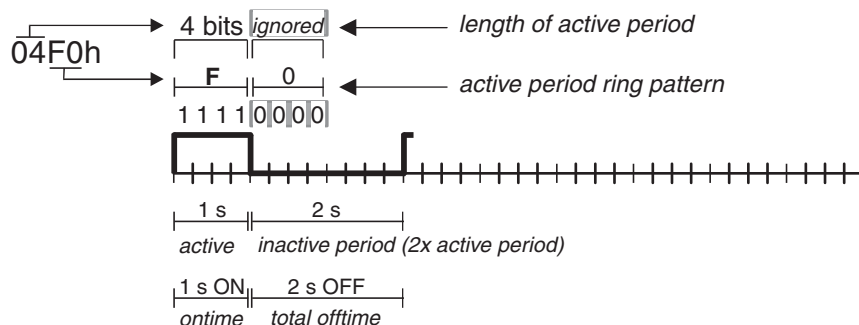 4 bits ignored length of active period
04F0h
F 0 active period ring pattern
1 1 1 1 0 0 0 0
1 s 2 s
active inactive period (2x active period)
1 s ON 2 s OFF
ontime total offtime